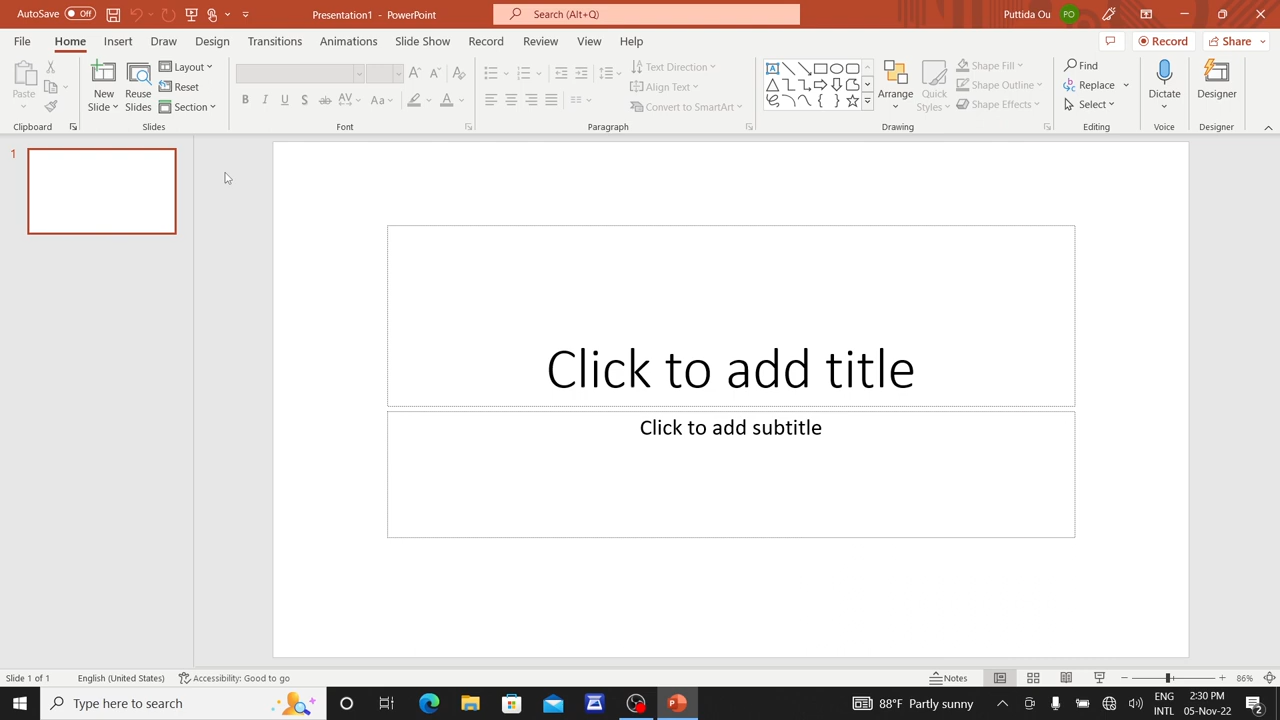 AutoSave Off
Presentation1 - PowerPoint
Search (Alt+Q)
Puttida Ou PO
File Home Insert Draw Design Transitions Animations Slide Show Record Review View Help
Record Share
Paste
New Slide
Reuse Slides
Layout
Reset
Section
B I U S ab AV Aa A
Text Direction
Align Text
Convert to SmartArt
Arrange
Quick Styles
Shape Fill
Shape Outline
Shape Effects
Find
Replace
Select
Dictate
Designer
Clipboard Slides Font Paragraph Drawing Editing Voice Designer
1
Click to add title
Click to add subtitle
Slide 1 of 1 English (United States) Accessibility: Good to go Notes 86%
Type here to search
88°F Partly sunny
ENG
INTL
2:30 PM
05-Nov-22
2